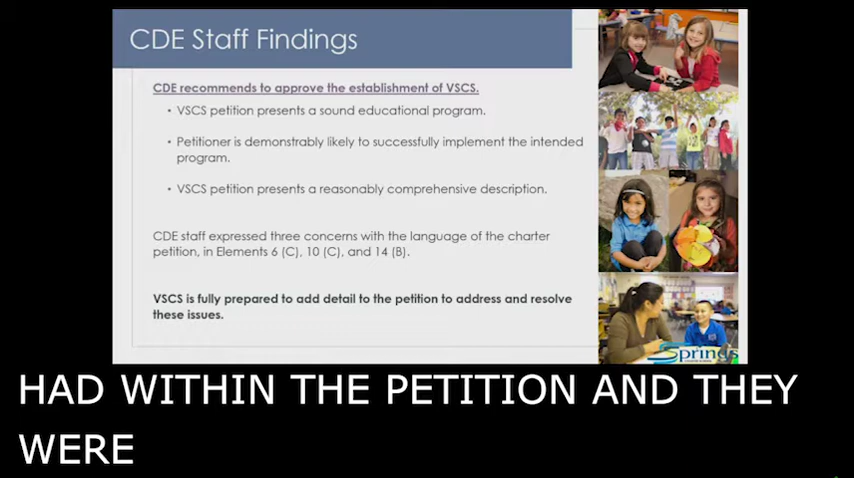 CDE Staff Findings
CDE recommends to approve the establishment of VSCS.
• VSCS petition presents a sound educational program.
• Petitioner is demonstrably likely to successfully implement the intended
program.
• VSCS petition presents a reasonably comprehensive description.
CDE staff expressed three concerns with the language of the charter
petition, in Elements 6 (C), 10 (C), and 14 (B).
VSCS is fully prepared to add detail to the petition to address and resolve
these issues.
Springs
HAD WITHIN THE PETITION AND THEY
WERE